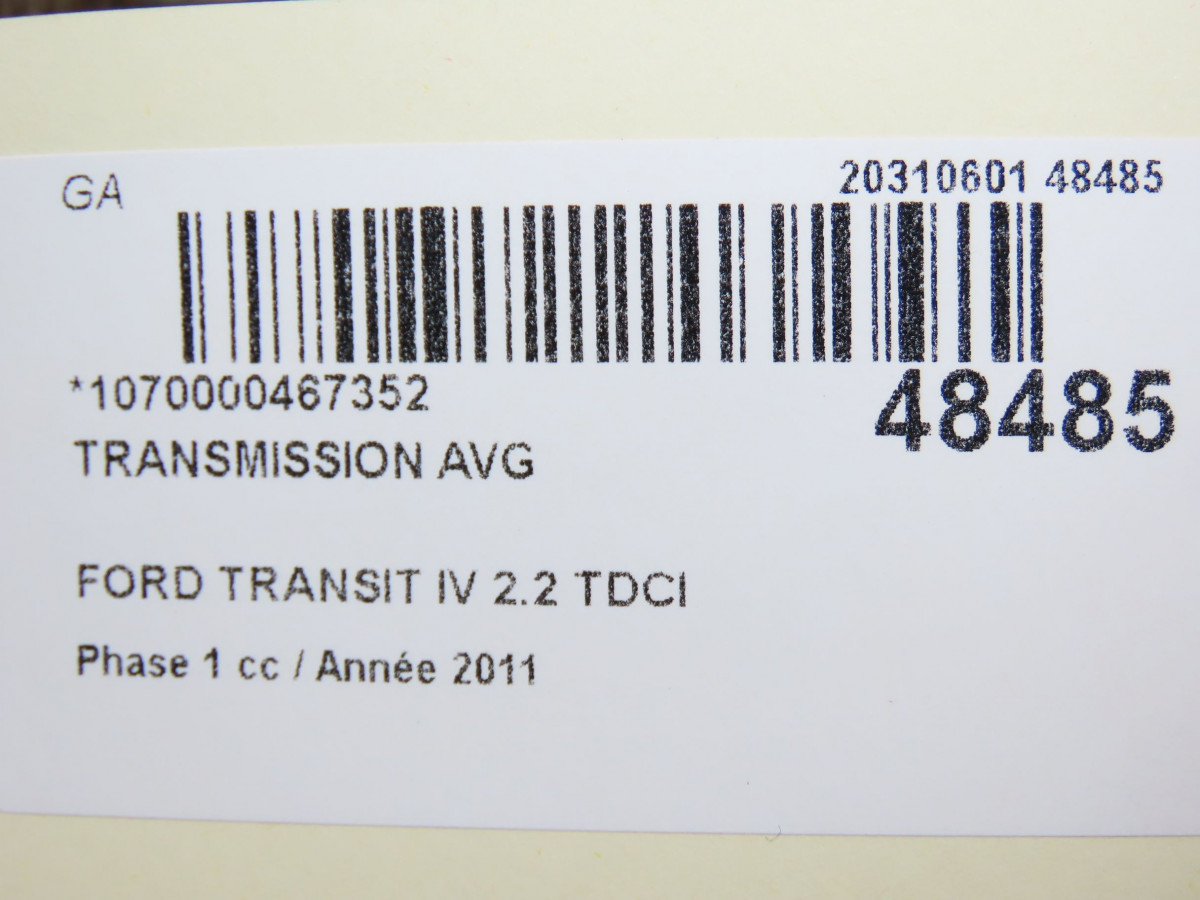 GA
20310601 48485
*1070000467352
48485
TRANSMISSION AVG
FORD TRANSIT IV 2.2 TDCI
Phase 1 cc / Année 2011